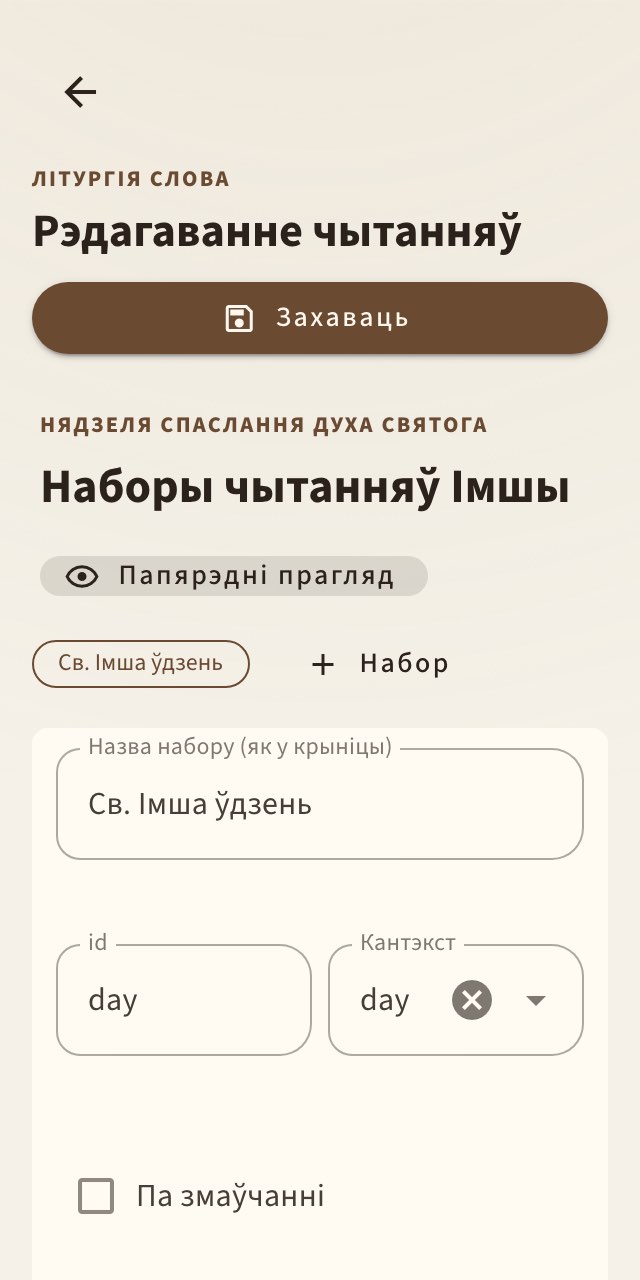 ЛІТУРГІЯ СЛОВА
Рэдагаванне чытанняў
Захаваць
НЯДЗЕЛЯ СПАСЛАННЯ ДУХА СВЯТОГА
Наборы чытанняў Імшы
Папярэдні прагляд
Св. Імша ўдзень
+ Набор
Назва набору (як у крыніцы)
Св. Імша ўдзень
id
day
Кантэкст
day
Па змаўчанні